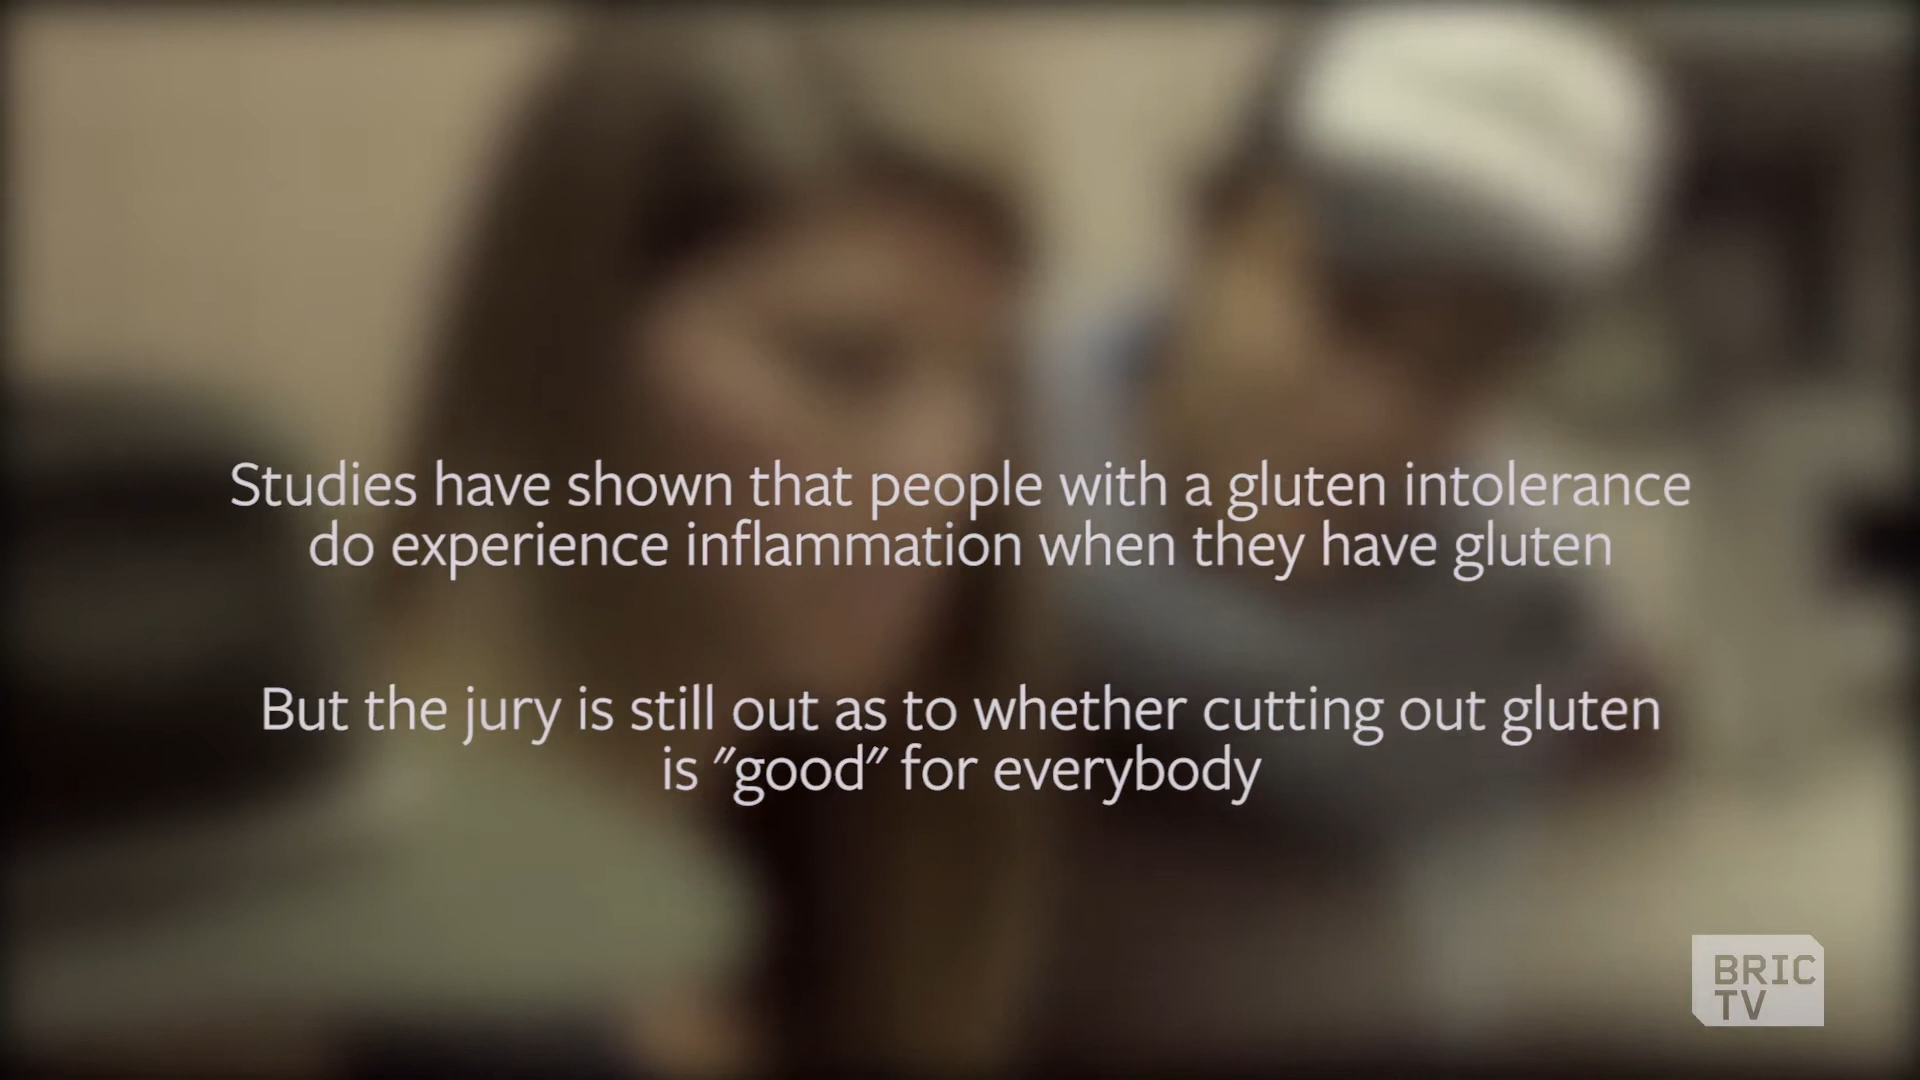 Studies have shown that people with a gluten intolerance
do experience inflammation when they have gluten
But the jury is still out as to whether cutting out gluten
is "good" for everybody
BRIC
TV